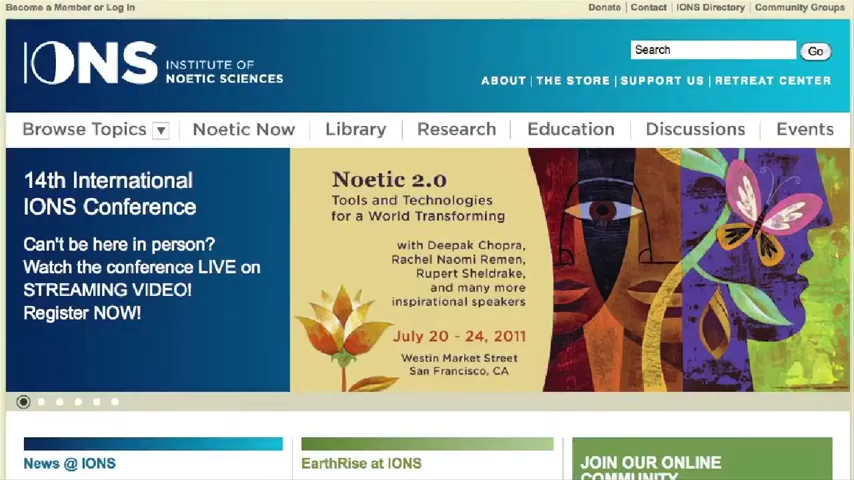 Become a Member or Log In
Donate | Contact | IONS Directory | Community Groups
IONS INSTITUTE OF
NOETIC SCIENCES
Search
Go
ABOUT | THE STORE | SUPPORT US | RETREAT CENTER
Browse Topics ▼ | Noetic Now | Library | Research | Education | Discussions | Events
14th International
IONS Conference
Can't be here in person?
Watch the conference LIVE on
STREAMING VIDEO!
Register NOW!
Noetic 2.0
Tools and Technologies
for a World Transforming
with Deepak Chopra,
Rachel Naomi Remen,
Rupert Sheldrake,
and many more
inspirational speakers
July 20 - 24, 2011
Westin Market Street
San Francisco, CA
News @ IONS
EarthRise at IONS
JOIN OUR ONLINE
COMMUNITY